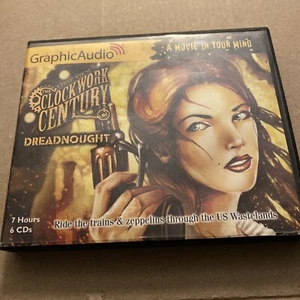 GraphicAudio
A MOVIE IN YOUR MIND
THE
CLOCKWORK
CENTURY
DREADNOUGHT
7 Hours
6 CDs
Ride the trains & zeppelins through the US Wastelands